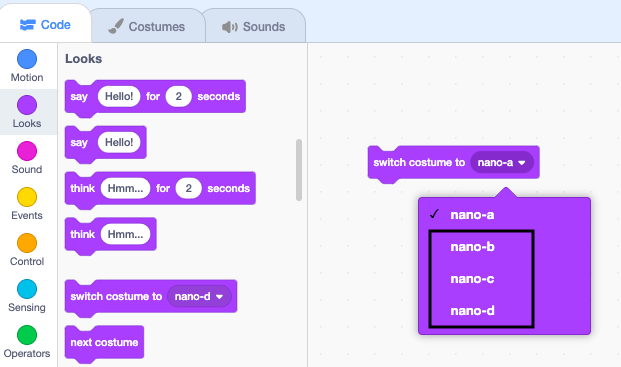 Code
Costumes
Sounds
Motion
Looks
Sound
Events
Control
Sensing
Operators
Looks
say Hello! for 2 seconds
say Hello!
think Hmm... for 2 seconds
think Hmm...
switch costume to nano-d
next costume
switch costume to nano-a
✓ nano-a
nano-b
nano-c
nano-d